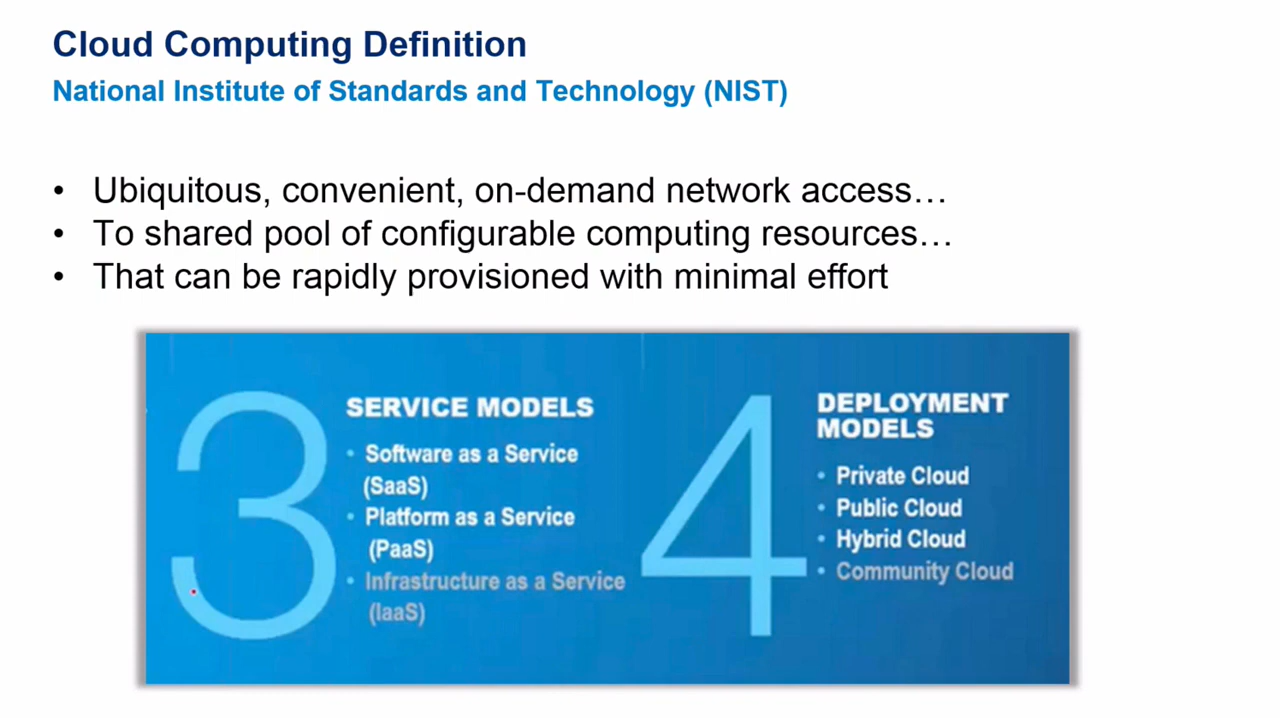 Cloud Computing Definition
National Institute of Standards and Technology (NIST)
• Ubiquitous, convenient, on-demand network access…
• To shared pool of configurable computing resources…
• That can be rapidly provisioned with minimal effort
3
SERVICE MODELS
• Software as a Service
(SaaS)
• Platform as a Service
(PaaS)
• Infrastructure as a Service
(IaaS)
4
DEPLOYMENT
MODELS
• Private Cloud
• Public Cloud
• Hybrid Cloud
• Community Cloud